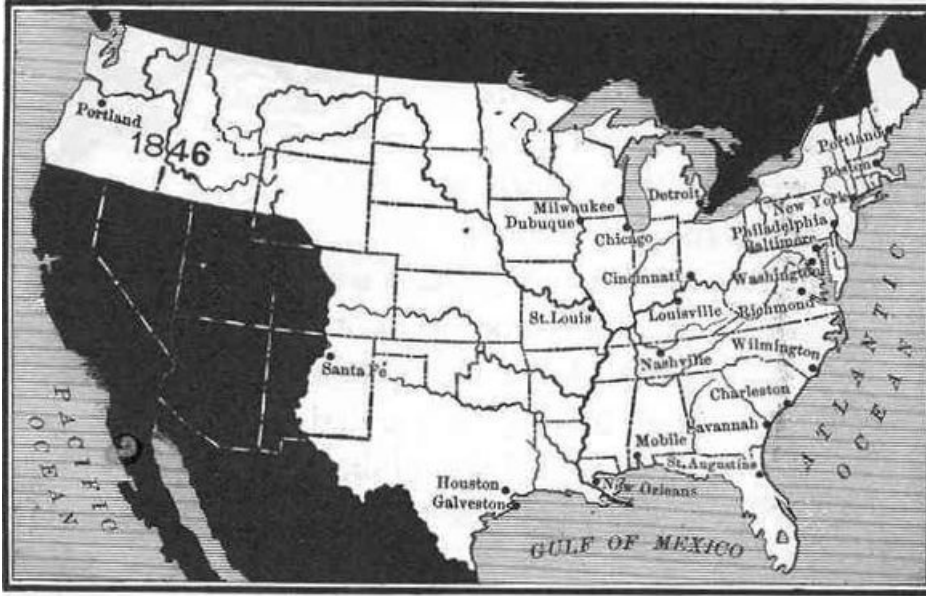 Portland
1846
Portland
Boston
New York
Detroit
Milwaukee
Dubuque
Chicago
Philadelphia
Baltimore
Cincinnati
Washington
St. Louis
Louisville
Richmond
Nashville
Wilmington
Santa Fé
Charleston
Savannah
Mobile
St. Augustine
Houston
Galveston
New Orleans
PACIFIC
OCEAN
ATLANTIC
OCEAN
GULF OF MEXICO